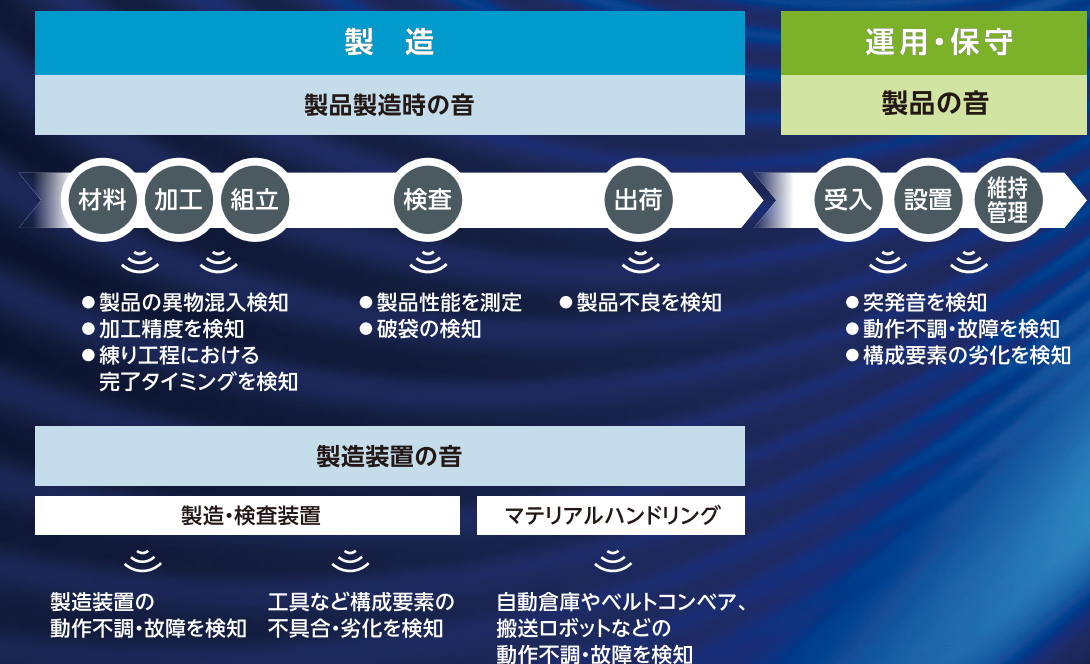 製造
運用・保守
製品製造時の音
製品の音
材料
加工
組立
検査
出荷
受入
設置
維持
管理
●製品の異物混入検知
●加工精度を検知
●練り工程における
完了タイミングを検知
●製品性能を測定
●破袋の検知
●製品不良を検知
●突発音を検知
●動作不調・故障を検知
●構成要素の劣化を検知
製造装置の音
製造・検査装置
マテリアルハンドリング
製造装置の
動作不調・故障を検知
工具など構成要素の
不具合・劣化を検知
自動倉庫やベルトコンベア、
搬送ロボットなどの
動作不調・故障を検知